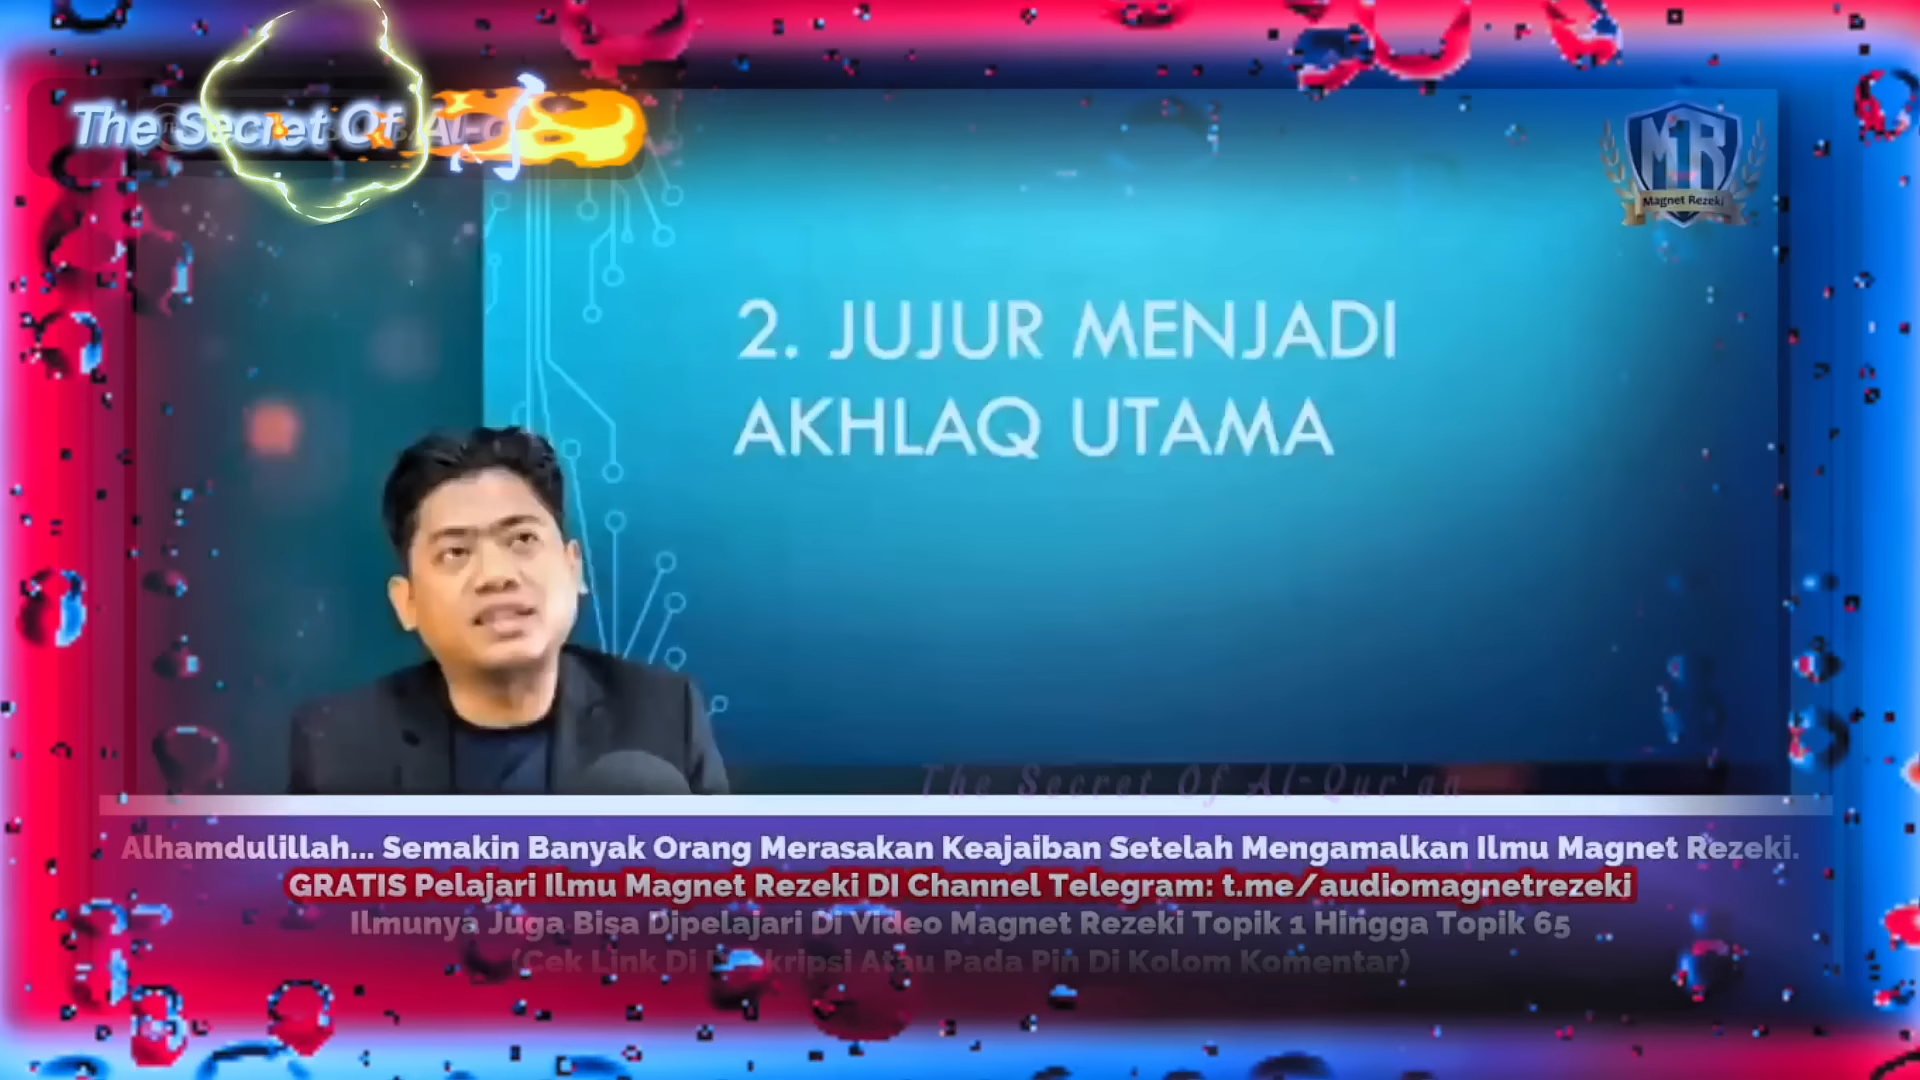 The Secret Of Al-Q
MR
Magnet Rezeki
2. JUJUR MENJADI
AKHLAQ UTAMA
The Secret Of Al-Qur'an
Alhamdulillah... Semakin Banyak Orang Merasakan Keajaiban Setelah Mengamalkan Ilmu Magnet Rezeki.
GRATIS Pelajari Ilmu Magnet Rezeki DI Channel Telegram: t.me/audiomagnetrezeki
Ilmunya Juga Bisa Dipelajari Di Video Magnet Rezeki Topik 1 Hingga Topik 65
(Cek Link Di Deskripsi Atau Pada Pin Di Kolom Komentar)